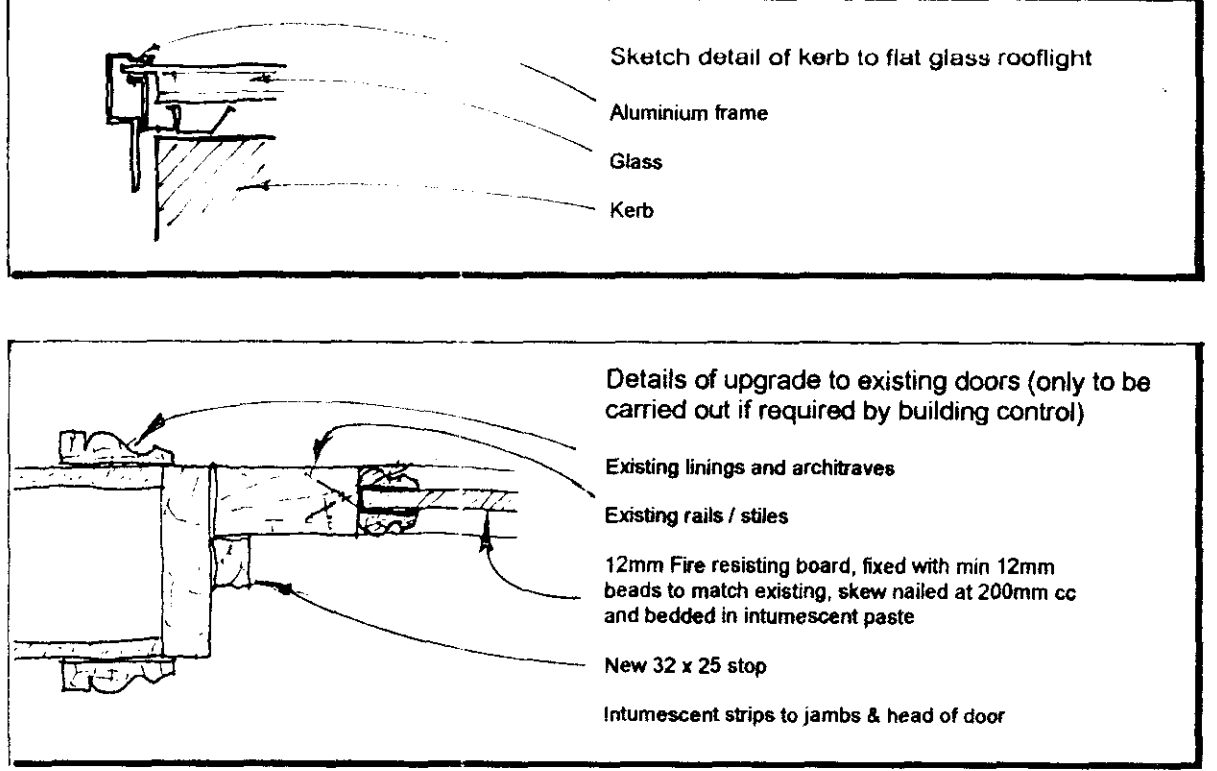 Sketch detail of kerb to flat glass rooflight
Aluminium frame
Glass
Kerb
Details of upgrade to existing doors (only to be
carried out if required by building control)
Existing linings and architraves
Existing rails / stiles
12mm Fire resisting board, fixed with min 12mm
beads to match existing, skew nailed at 200mm cc
and bedded in intumescent paste
New 32 x 25 stop
Intumescent strips to jambs & head of door